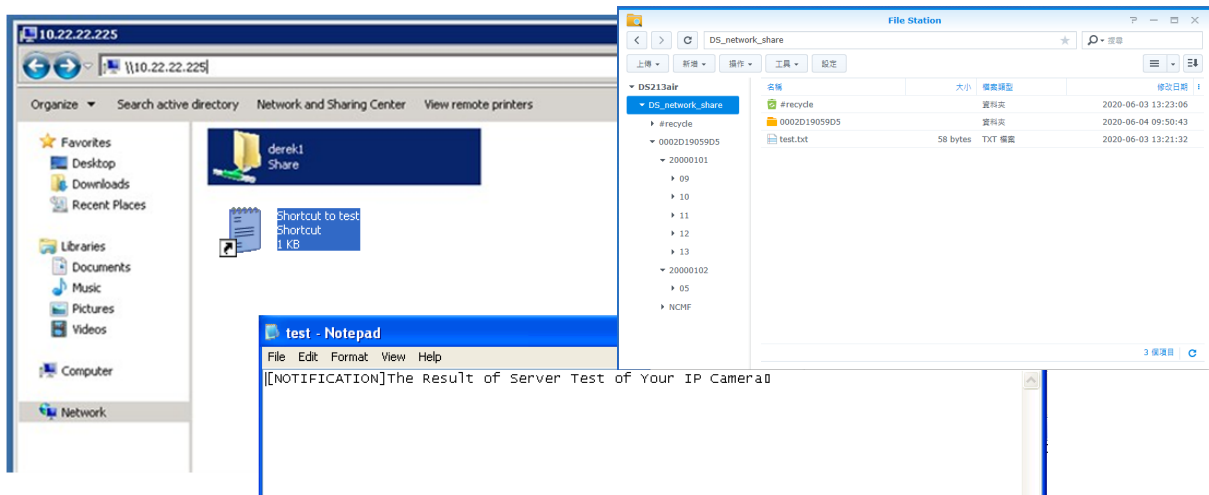 10.22.22.225
\\10.22.22.225
Organize Search active directory Network and Sharing Center View remote printers
Favorites
Desktop
Downloads
Recent Places
Libraries
Documents
Music
Pictures
Videos
Computer
Network
derek1
Share
Shortcut to test
Shortcut
1 KB
test - Notepad
File Edit Format View Help
[NOTIFICATION]The Result of Server Test of Your IP Camera
File Station
DS_network_share
搜尋
上傳 新增 操作 工具 設定
DS213air
DS_network_share
#recycle
0002D19059D5
20000101
09
10
11
12
13
20000102
05
NCMF
名稱 大小 檔案類型 修改日期
#recycle 資料夾 2020-06-03 13:23:06
0002D19059D5 資料夾 2020-06-04 09:50:43
test.txt 58 bytes TXT 檔案 2020-06-03 13:21:32
3 個項目